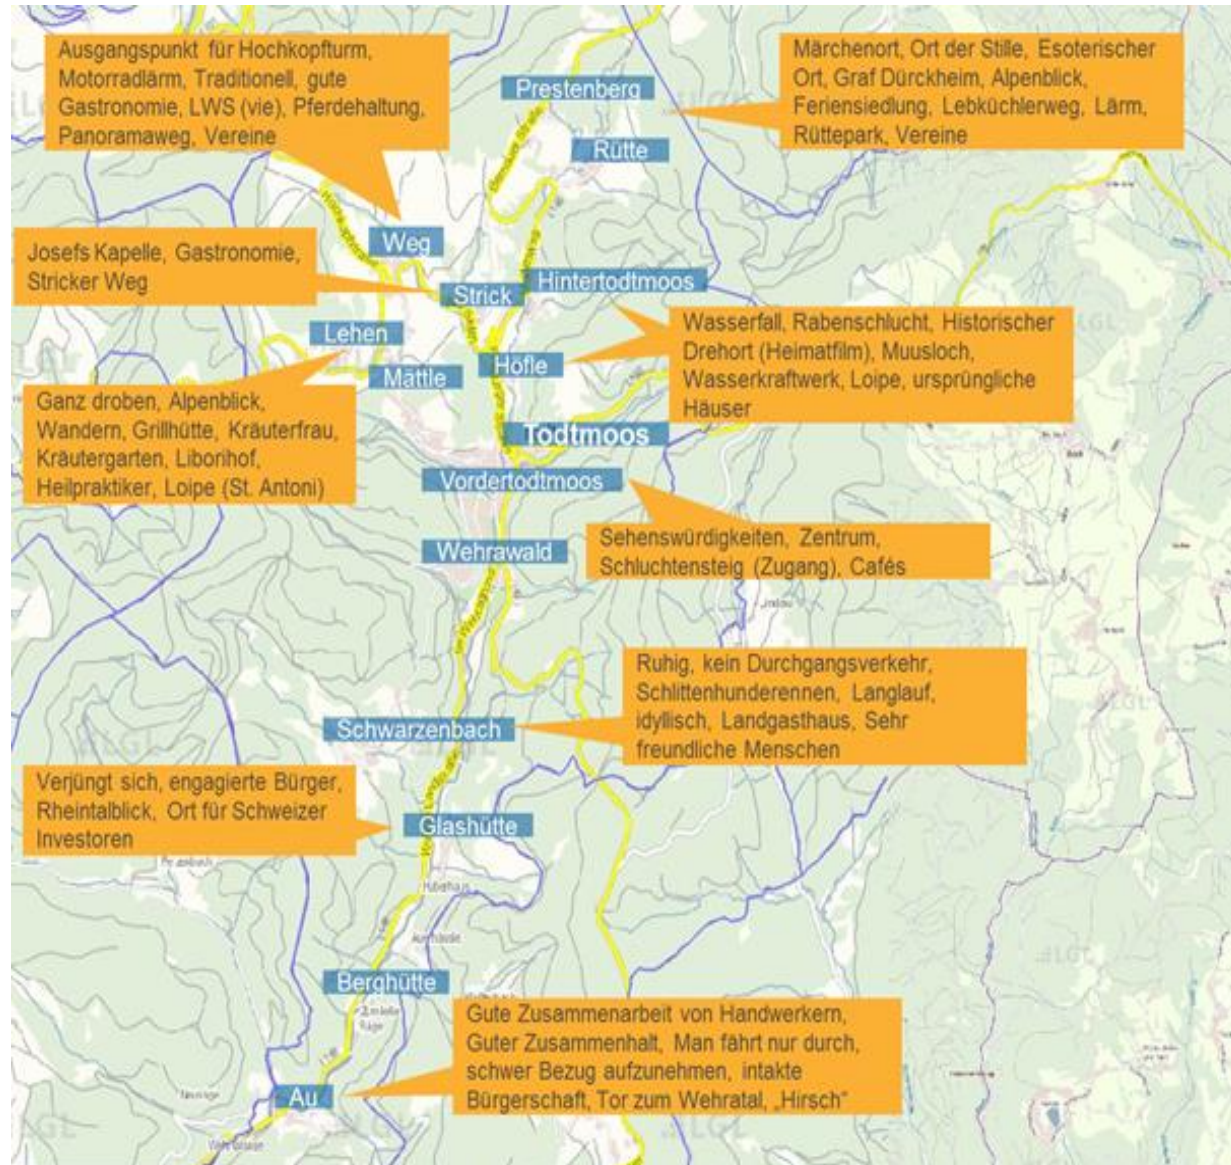 Ausgangspunkt für Hochkopfturm,
Motorradlärm, Traditionell, gute
Gastronomie, LWS (vie), Pferdehaltung,
Panoramaweg, Vereine
Märchenort, Ort der Stille, Esoterischer
Ort, Graf Dürckheim, Alpenblick,
Feriensiedlung, Lebküchlerweg, Lärm,
Rüttepark, Vereine
Prestenberg
Rütte
Weg
Josefs Kapelle, Gastronomie,
Stricker Weg
Strick
Hintertodtmoos
Lehen
Mättle
Höfle
Wasserfall, Rabenschlucht, Historischer
Drehort (Heimatfilm), Muusloch,
Wasserkraftwerk, Loipe, ursprüngliche
Häuser
Ganz droben, Alpenblick,
Wandern, Grillhütte, Kräuterfrau,
Kräutergarten, Liborihof,
Heilpraktiker, Loipe (St. Antoni)
Todtmoos
Vordertodtmoos
Wehrawald
Sehenswürdigkeiten, Zentrum,
Schluchtensteig (Zugang), Cafés
Ruhig, kein Durchgangsverkehr,
Schlittenhunderennen, Langlauf,
idyllisch, Landgasthaus, Sehr
freundliche Menschen
Schwarzenbach
LGL
Verjüngt sich, engagierte Bürger,
Rheintalblick, Ort für Schweizer
Investoren
Glashütte
Berghütte
Gute Zusammenarbeit von Handwerkern,
Guter Zusammenhalt, Man fährt nur durch,
schwer Bezug aufzunehmen, intakte
Bürgerschaft, Tor zum Wehratal, „Hirsch“
Au